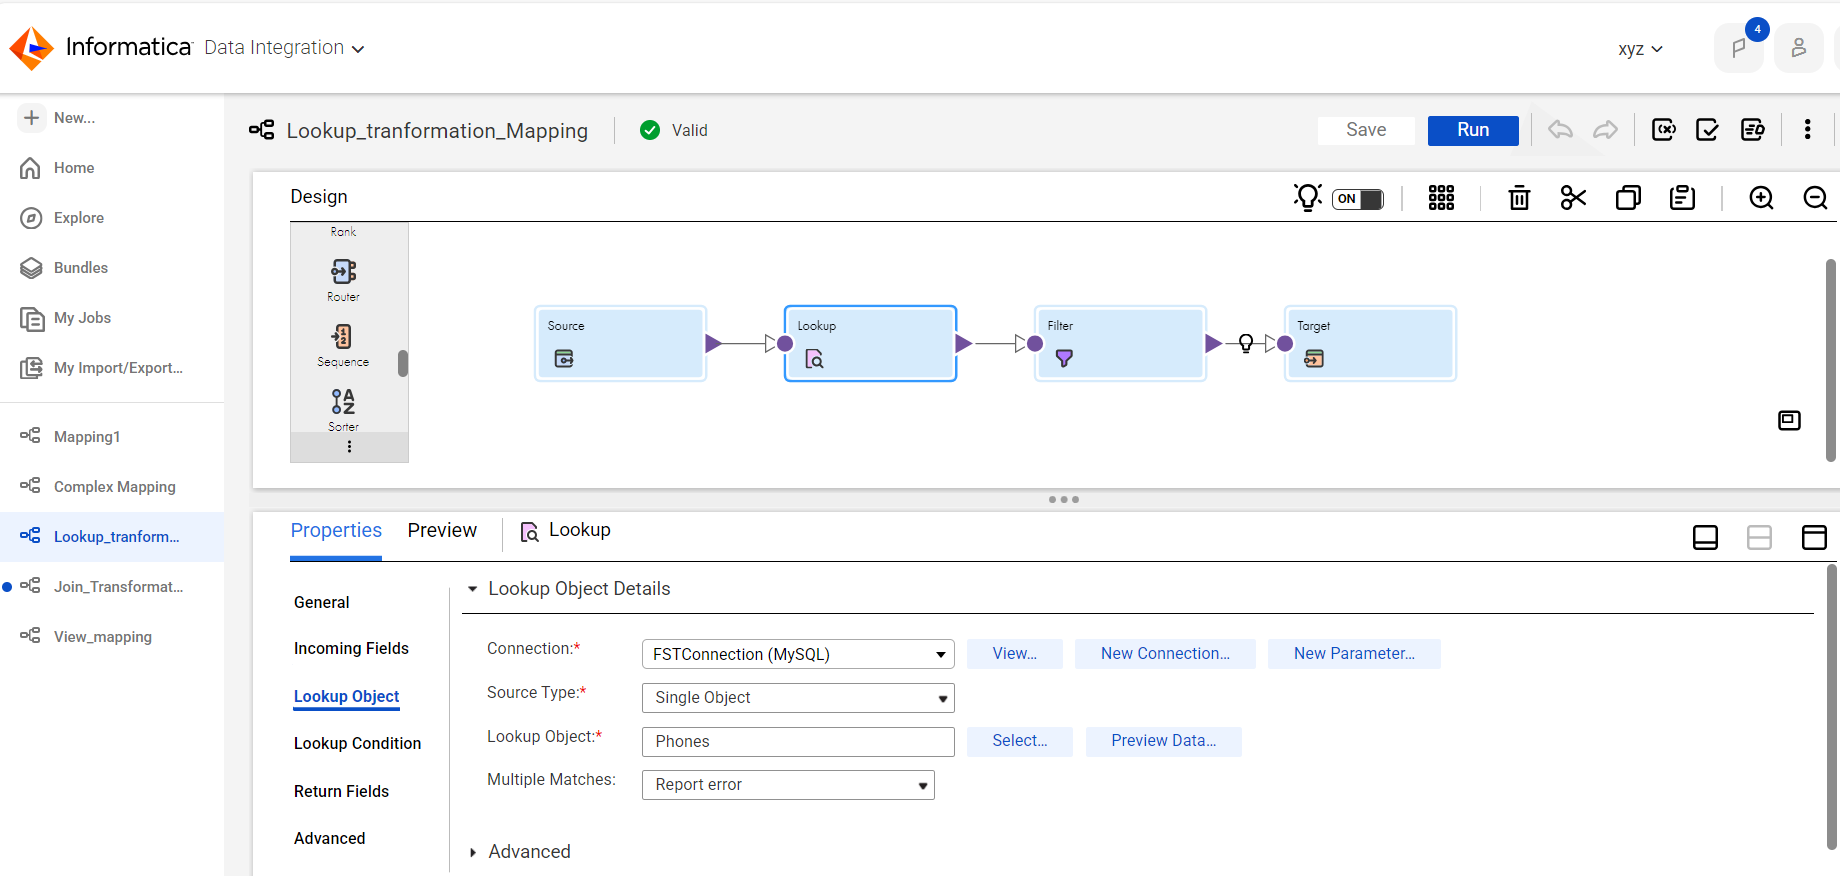 Informatica Data Integration
xyz
4
New...
Home
Explore
Bundles
My Jobs
My Import/Export...
Mapping1
Complex Mapping
Lookup_tranform...
Join_Transformat...
View_mapping
Lookup_tranformation_Mapping
Valid
Save
Run
Design
ON
Rank
Router
Sequence
Sorter
Source
Lookup
Filter
Target
Properties
Preview
Lookup
General
Incoming Fields
Lookup Object
Lookup Condition
Return Fields
Advanced
Lookup Object Details
Connection:* FSTConnection (MySQL) View... New Connection... New Parameter...
Source Type:* Single Object
Lookup Object:* Phones Select... Preview Data...
Multiple Matches: Report error
Advanced